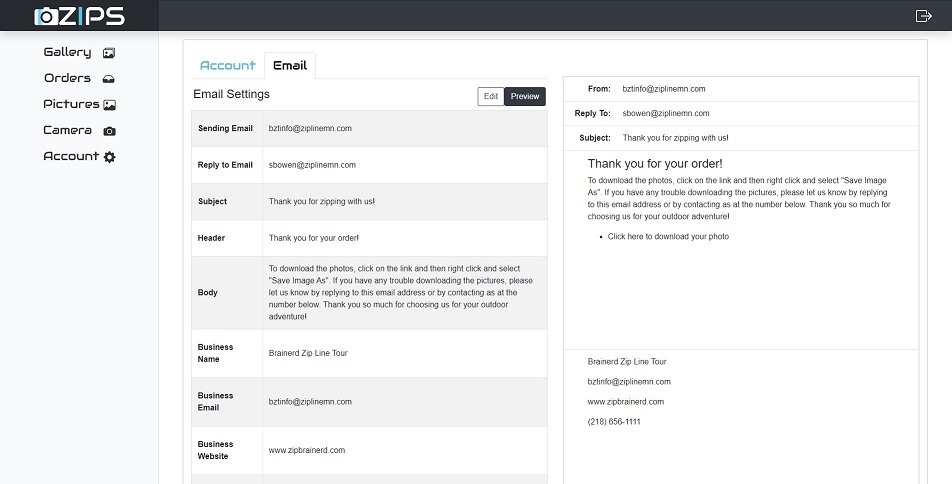 ZIPS
Gallery
Orders
Pictures
Camera
Account
Account
Email
Email Settings
Edit
Preview
Sending Email
bztinfo@ziplinemn.com
Reply to Email
sbowen@ziplinemn.com
Subject
Thank you for zipping with us!
Header
Thank you for your order!
Body
To download the photos, click on the link and then right click and select
"Save Image As". If you have any trouble downloading the pictures, please
let us know by replying to this email address or by contacting as at the
number below. Thank you so much for choosing us for your outdoor
adventure!
Business
Name
Brainerd Zip Line Tour
Business
Email
bztinfo@ziplinemn.com
Business
Website
www.zipbrainerd.com
From:
bztinfo@ziplinemn.com
Reply To:
sbowen@ziplinemn.com
Subject:
Thank you for zipping with us!
Thank you for your order!
To download the photos, click on the link and then right click and select "Save Image
As". If you have any trouble downloading the pictures, please let us know by replying
to this email address or by contacting as at the number below. Thank you so much for
choosing us for your outdoor adventure!
• Click here to download your photo
Brainerd Zip Line Tour
bztinfo@ziplinemn.com
www.zipbrainerd.com
(218) 656-1111